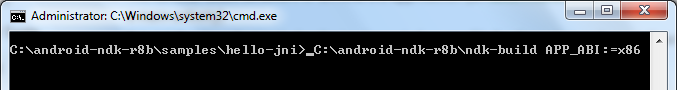 Administrator: C:\Windows\system32\cmd.exe
C:\android-ndk-r8b\samples\hello-jni>_C:\android-ndk-r8b\ndk-build APP_ABI:=x86